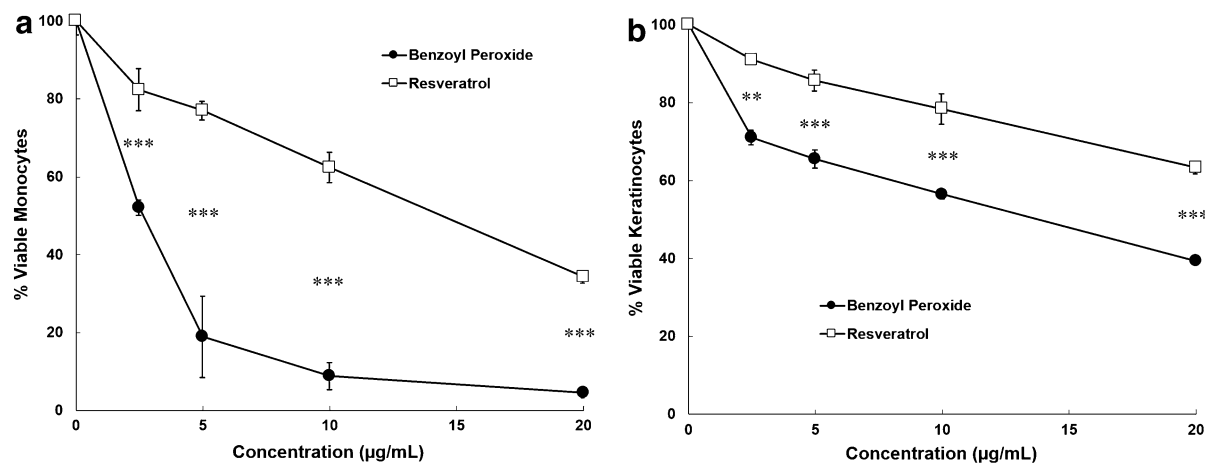 a
100
80
60
40
20
0
% Viable Monocytes
Benzoyl Peroxide
Resveratrol
***
***
***
***
0 5 10 15 20
Concentration (µg/mL)
b
100
80
60
40
20
0
% Viable Keratinocytes
**
***
***
***
Benzoyl Peroxide
Resveratrol
0 5 10 15 20
Concentration (µg/mL)